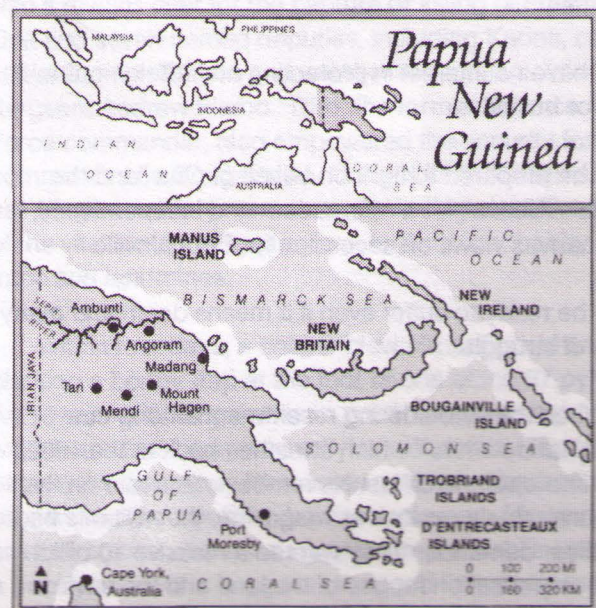 MALAYSIA
PHILIPPINES
INDONESIA
INDIAN
OCEAN
AUSTRALIA
CORAL
SEA
Papua
New
Guinea
MANUS
ISLAND
PACIFIC
OCEAN
BISMARCK SEA
NEW
IRELAND
NEW
BRITAIN
SEPIK
RIVER
Ambunti
Angoram
Madang
IRIAN JAYA
Tari
Mendi
Mount
Hagen
BOUGAINVILLE
ISLAND
SOLOMON SEA
GULF
OF
PAPUA
TROBRIAND
ISLANDS
Port
Moresby
D'ENTRECASTEAUX
ISLANDS
N
Cape York,
Australia
CORAL SEA
0 100 200 MI
0 160 320 KM